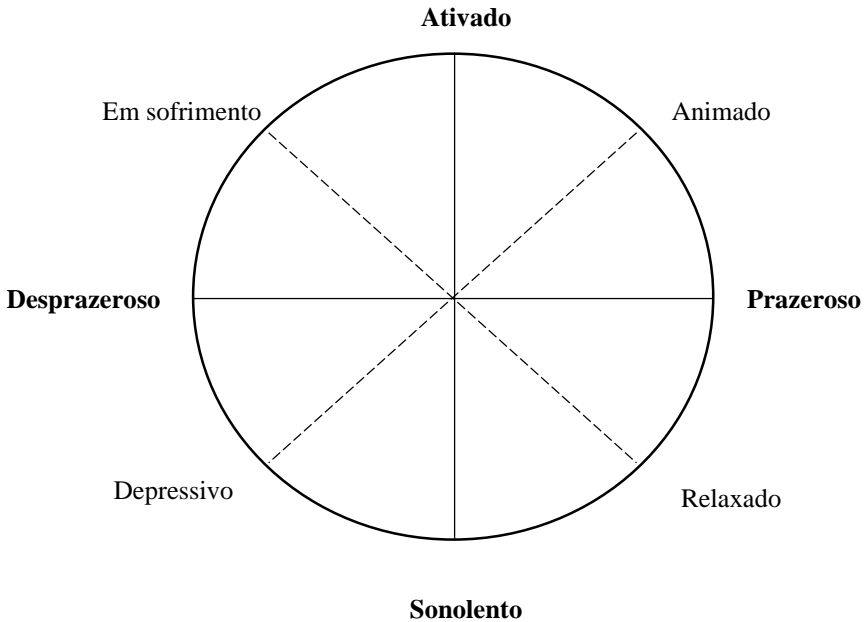 Ativado
Em sofrimento
Animado
Desprazeroso
Prazeroso
Depressivo
Relaxado
Sonolento